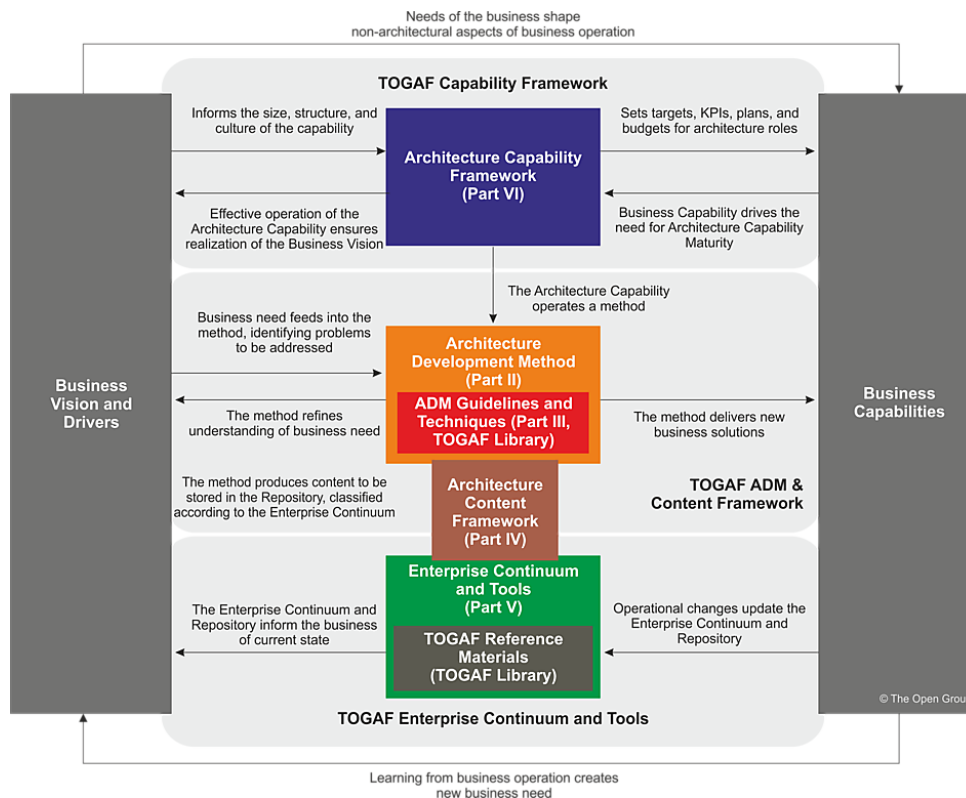 Needs of the business shape
non-architectural aspects of business operation
TOGAF Capability Framework
Informs the size, structure, and
culture of the capability
Sets targets, KPIs, plans, and
budgets for architecture roles
Architecture Capability
Framework
(Part VI)
Effective operation of the
Architecture Capability ensures
realization of the Business Vision
Business Capability drives the
need for Architecture Capability
Maturity
The Architecture Capability
operates a method
Business need feeds into the
method, identifying problems
to be addressed
Architecture
Development Method
(Part II)
Business
Vision and
Drivers
Business
Capabilities
ADM Guidelines and
Techniques (Part III,
TOGAF Library)
The method refines
understanding of business need
The method delivers new
business solutions
The method produces content to be
stored in the Repository, classified
according to the Enterprise Continuum
Architecture
Content
Framework
(Part IV)
TOGAF ADM &
Content Framework
Enterprise Continuum
and Tools
(Part V)
The Enterprise Continuum and
Repository inform the business
of current state
Operational changes update the
Enterprise Continuum and
Repository
TOGAF Reference
Materials
(TOGAF Library)
© The Open Grou
TOGAF Enterprise Continuum and Tools
Learning from business operation creates
new business need